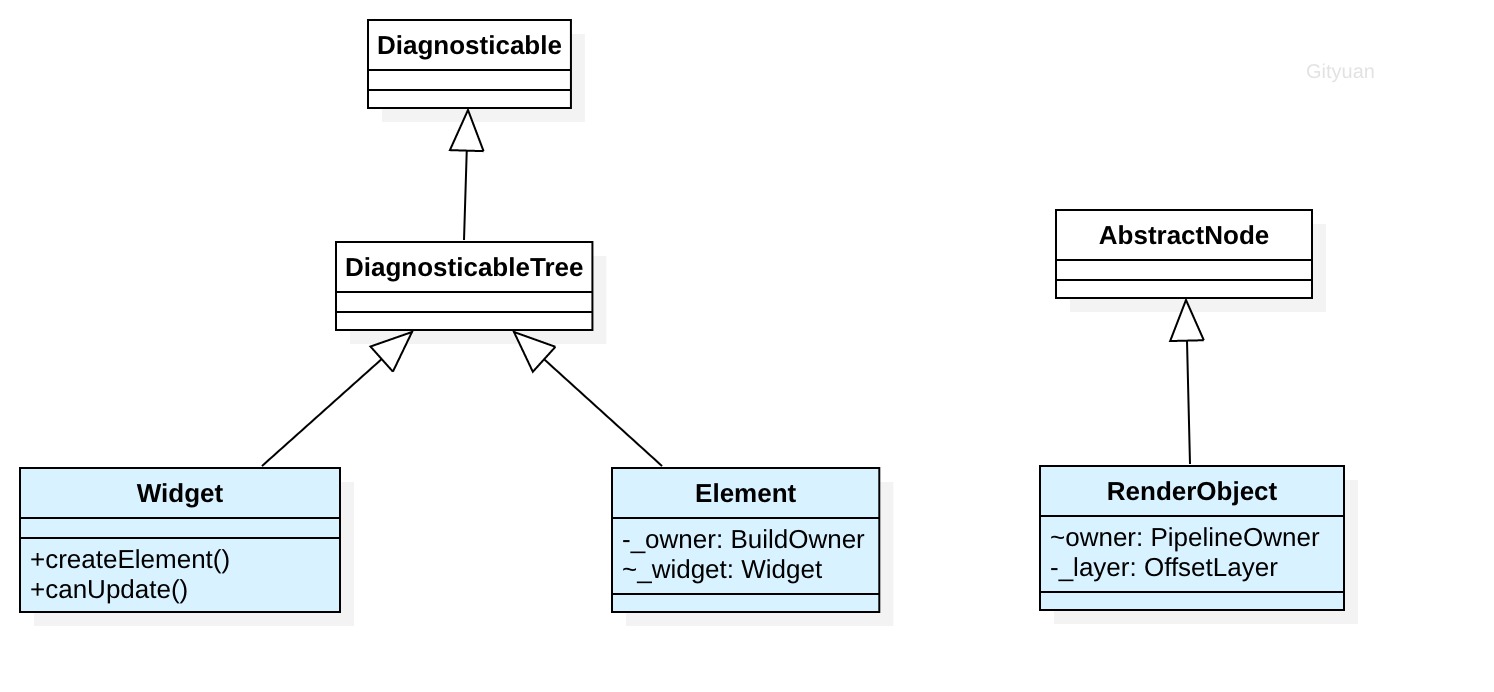 Diagnosticable
Gityuan
AbstractNode
DiagnosticableTree
Widget
+createElement()
+canUpdate()
Element
-_owner: BuildOwner
~_widget: Widget
RenderObject
~owner: PipelineOwner
-_layer: OffsetLayer